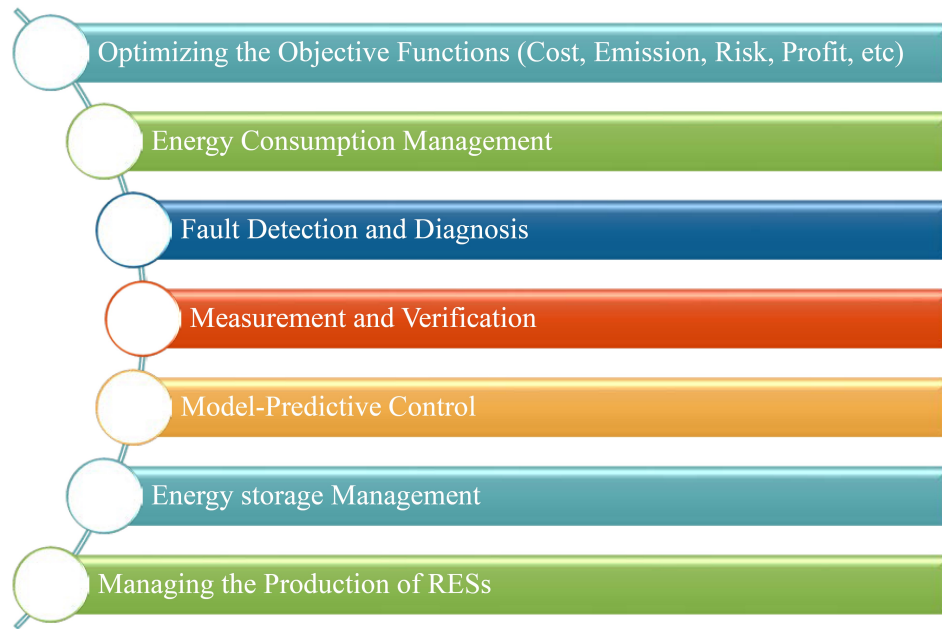 Optimizing the Objective Functions (Cost, Emission, Risk, Profit, etc)
Energy Consumption Management
Fault Detection and Diagnosis
Measurement and Verification
Model-Predictive Control
Energy storage Management
Managing the Production of RESs